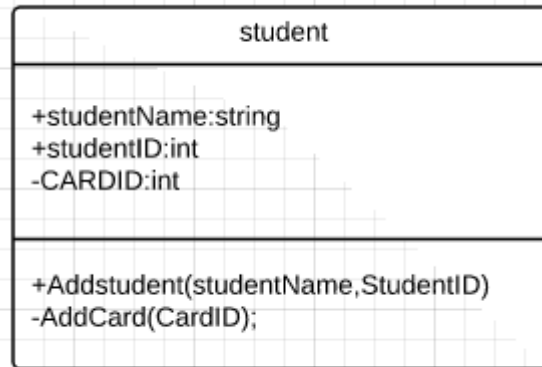 student
+studentName:string
+studentID:int
-CARDID:int
+Addstudent(studentName,StudentID)
-AddCard(CardID);